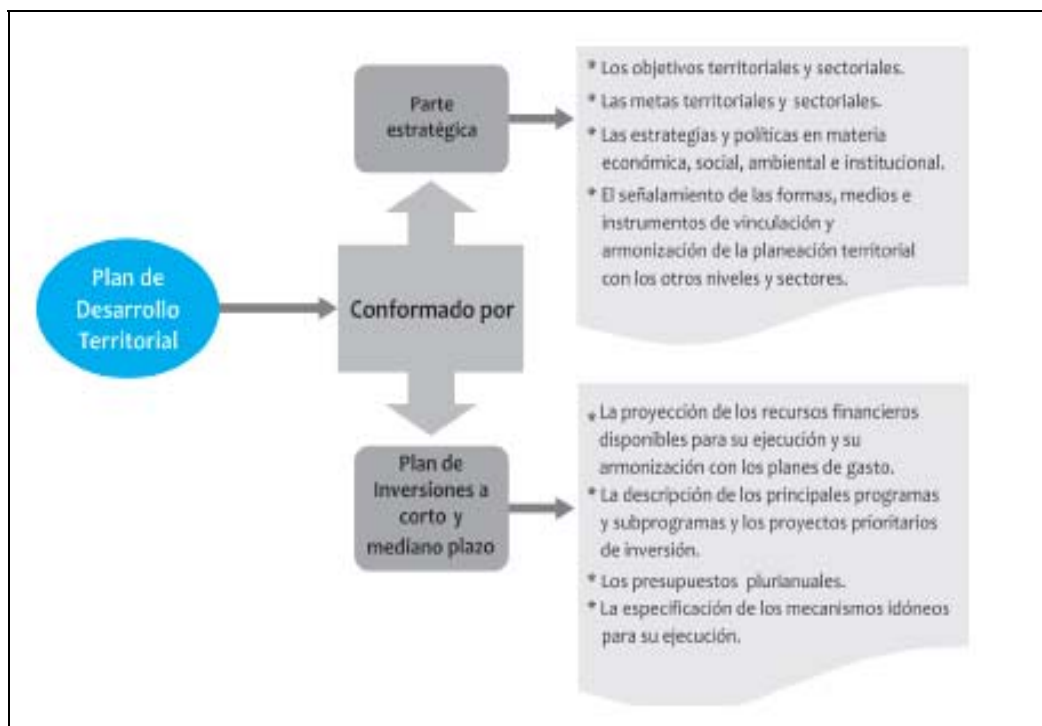 Plan de
Desarrollo
Territorial
Conformado por
Parte
estratégica
* Los objetivos territoriales y sectoriales.
* Las metas territoriales y sectoriales.
* Las estrategias y políticas en materia
económica, social, ambiental e institucional.
* El señalamiento de las formas, medios e
instrumentos de vinculación y
armonización de la planeación territorial
con los otros niveles y sectores.
Plan de
Inversiones a
corto y
mediano plazo
* La proyección de los recursos financieros
disponibles para su ejecución y su
armonización con los planes de gasto.
* La descripción de los principales programas
y subprogramas y los proyectos prioritarios
de inversión.
* Los presupuestos plurianuales.
* La especificación de los mecanismos idóneos
para su ejecución.